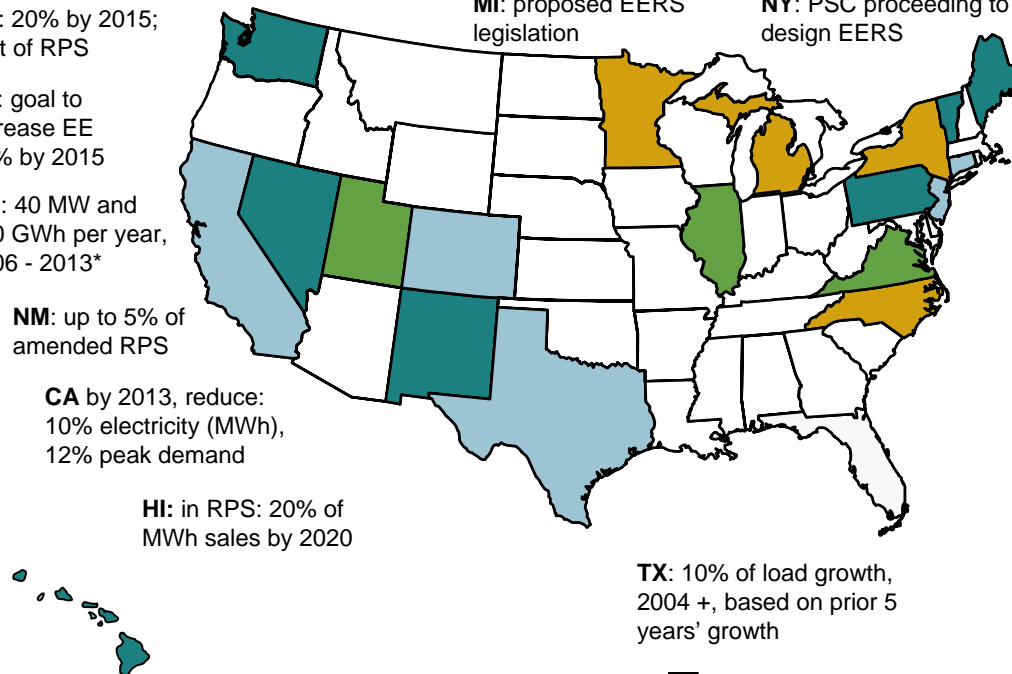 MI: proposed EERS
legislation
NY: PSC proceeding to
design EERS
: 20% by 2015;
t of RPS
: goal to
rease EE
% by 2015
: 40 MW and
0 GWh per year,
06 - 2013*
NM: up to 5% of
amended RPS
CA by 2013, reduce:
10% electricity (MWh),
12% peak demand
HI: in RPS: 20% of
MWh sales by 2020
TX: 10% of load growth,
2004 +, based on prior 5
years’ growth